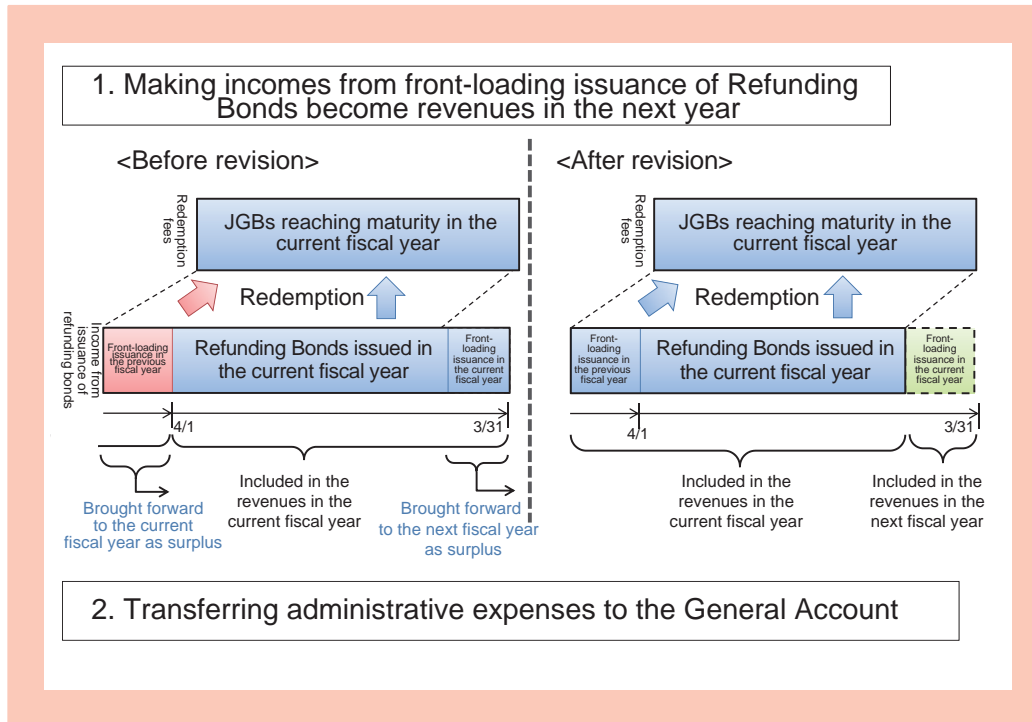 1. Making incomes from front-loading issuance of Refunding
Bonds become revenues in the next year
<Before revision>
Redemption
fees
JGBs reaching maturity in the
current fiscal year
Redemption
Income from
issuance of
refunding bonds
Front-loading
issuance in
the previous
fiscal year
Refunding Bonds issued in
the current fiscal year
Front-
loading
issuance in
the current
fiscal year
4/1
3/31
Brought forward
to the current
fiscal year as surplus
Included in the
revenues in the
current fiscal year
Brought forward
to the next fiscal year
as surplus
<After revision>
Redemption
fees
JGBs reaching maturity in the
current fiscal year
Redemption
Front-
loading
issuance in
the previous
fiscal year
Refunding Bonds issued in
the current fiscal year
Front-
loading
issuance in
the current
fiscal year
4/1
3/31
Included in the
revenues in the
current fiscal year
Included in the
revenues in the
next fiscal year
2. Transferring administrative expenses to the General Account